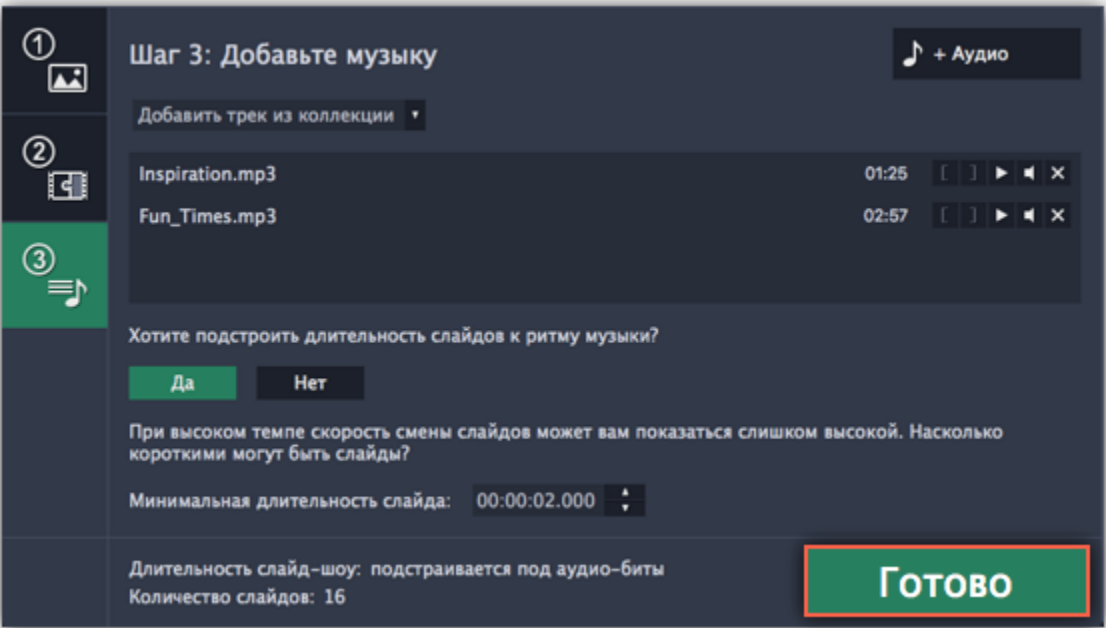 1
Шаг 3: Добавьте музыку
+ Аудио
Добавить трек из коллекции
2
Inspiration.mp3 01:25 [ ]
Fun_Times.mp3 02:57 [ ]
3
Хотите подстроить длительность слайдов к ритму музыки?
Да Нет
При высоком темпе скорость смены слайдов может вам показаться слишком высокой. Насколько
короткими могут быть слайды?
Минимальная длительность слайда: 00:00:02.000
Длительность слайд-шоу: подстраивается под аудио-биты
Количество слайдов: 16
Готово